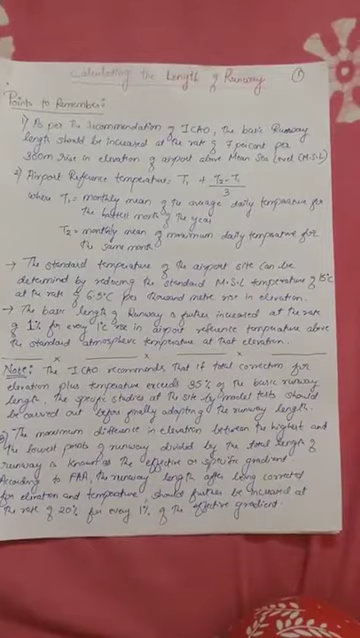 Calculating the Length of Runway
1
Points to Remember:
1) As per the recommendation of ICAO, the basic Runway
length should be increased at the rate of 7 percent per
300m rise in elevation of airport above Mean Sea Level (M.S.L)
2) Airport Reference temperature = T1 + T2 - T1 / 3
where T1 = monthly mean of the average daily temperature for
the hottest month of the year
T2 = monthly mean of maximum daily temperature for
the same month
→ The standard temperature of the airport site can be
determined by reducing the standard M.S.L temperature of 15°C
at the rate of 6.5°C per thousand metre rise in elevation.
→ The basic length of Runway is further increased at the rate
of 1% for every 1°C rise in airport reference temperature above
the standard atmospheric temperature at that elevation.
x x x
Note: The ICAO recommends that if total correction for
elevation plus temperature exceeds 35% of the basic runway
length, the specific studies at the site by model tests should
be carried out before finally adapting the runway length.
3) The maximum difference in elevation between the highest and
the lowest points of runway divided by the total length of
runway is known as the effective or specific gradient
According to FAA, the runway length after being corrected
for elevation and temperature, should further be increased at
the rate of 20% for every 1% of the effective gradient.